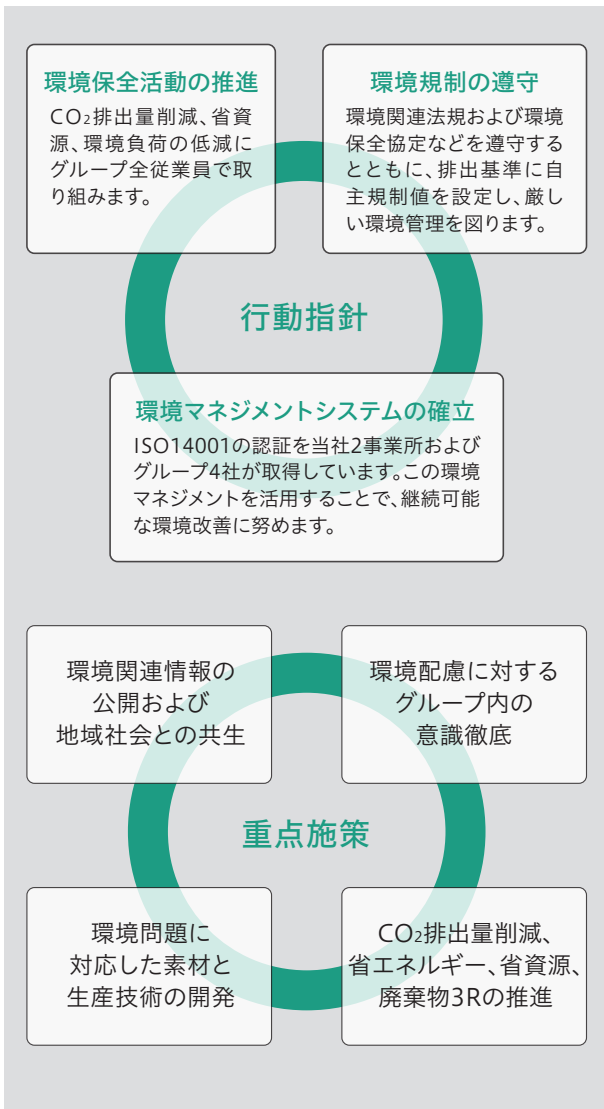 環境保全活動の推進
CO₂排出量削減、省資
源、環境負荷の低減に
グループ全従業員で取
り組みます。
環境規制の遵守
環境関連法規および環境
保全協定などを遵守する
とともに、排出基準に自
主規制値を設定し、厳し
い環境管理を図ります。
行動指針
環境マネジメントシステムの確立
ISO14001の認証を当社2事業所および
グループ4社が取得しています。この環境
マネジメントを活用することで、継続可能
な環境改善に努めます。
環境関連情報の
公開および
地域社会との共生
環境配慮に対する
グループ内の
意識徹底
重点施策
環境問題に
対応した素材と
生産技術の開発
CO₂排出量削減、
省エネルギー、省資源、
廃棄物3Rの推進